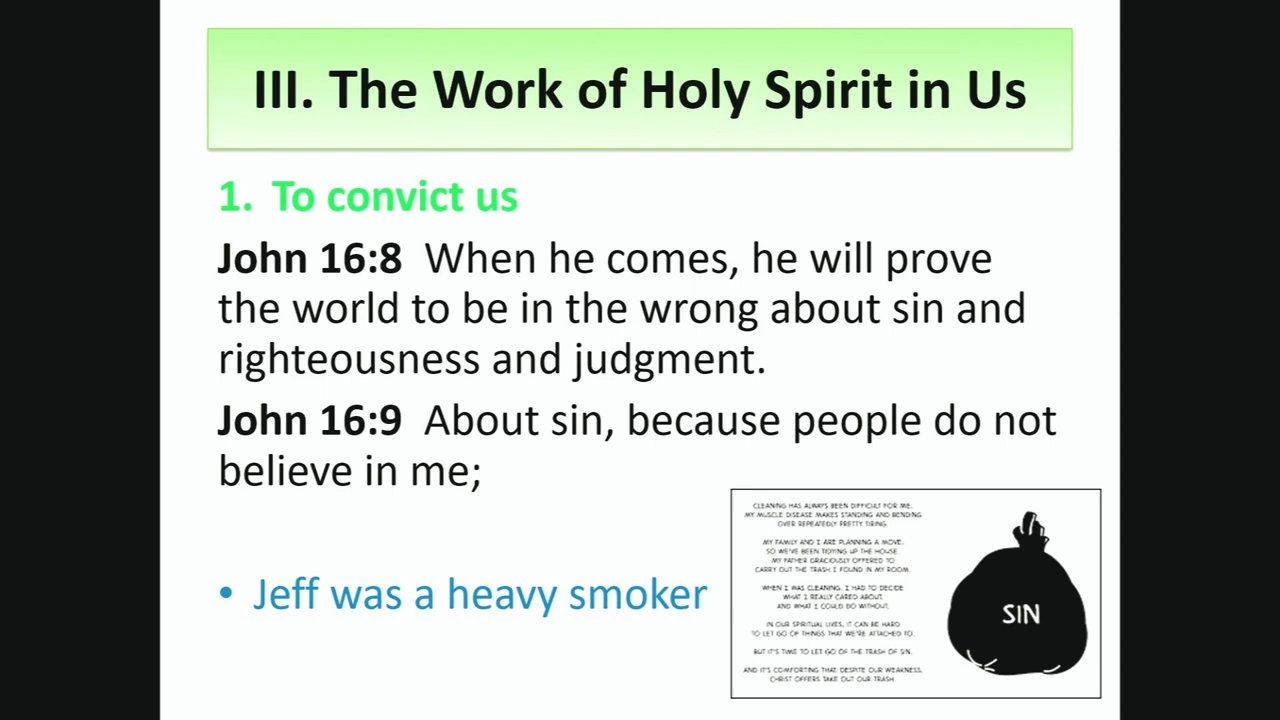 III. The Work of Holy Spirit in Us
1. To convict us
John 16:8 When he comes, he will prove
the world to be in the wrong about sin and
righteousness and judgment.
John 16:9 About sin, because people do not
believe in me;
• Jeff was a heavy smoker
CLEANING HAS ALWAYS BEEN DIFFICULT FOR ME.
MY MUSCLE DISEASE MAKES STANDING AND BENDING
OVER REPEATEDLY PRETTY TIRING.
MY FAMILY AND I ARE PLANNING A MOVE,
SO WE'VE BEEN TIDYING UP THE HOUSE.
MY FATHER GRACIOUSLY OFFERED TO
CARRY OUT THE TRASH I FOUND IN MY ROOM.
WHEN I WAS CLEANING, I HAD TO DECIDE
WHAT I REALLY CARED ABOUT,
AND WHAT I COULD DO WITHOUT.
IN OUR SPIRITUAL LIVES, IT CAN BE HARD
TO LET GO OF THINGS THAT WE'RE ATTACHED TO.
BUT IT'S TIME TO LET GO OF THE TRASH OF SIN.
AND IT'S COMFORTING THAT, DESPITE OUR WEAKNESS,
CHRIST OFFERS TAKE OUT OUR TRASH.
SIN